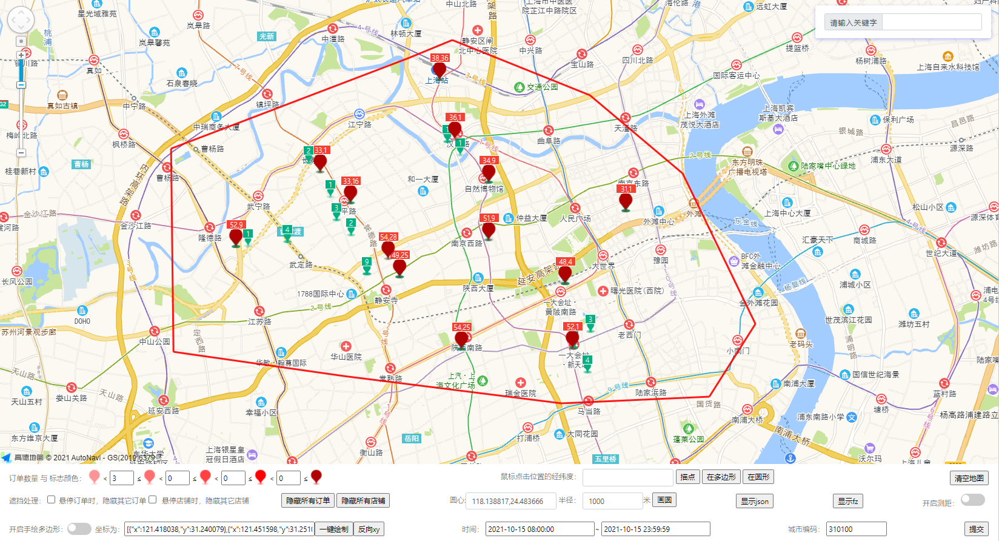 星光域雅苑
岚皋路
中潭路
4号线
林顿大厦
中山北路
静安区闸
北中心医院
高架路
上海市中医医
院芷江中路院区
海伦路
港
远虹大厦
请输入关键字
桃浦
岚皋馨苑
光新
中兴路
宝山路
四川北路
提篮桥
杨树浦路
上海自来水科技馆
真如
石泉春晓
7号线
38,36
上海站
3号线
交通公园
国际客运中心
G2
真如古镇
中宁路
镇坪路
中瑞商务大厦
江宁路
36,1
1
1
上海外滩
茂悦大酒店
上海凯宾
斯基大酒店
保利广场
昌邑路
银城路
源深路
梅岭北路
枫桥路
曹杨路
天潼路
曲阜路
1号线
2
33,1
34,9
2号线
东方明珠
广播电视塔
陆家嘴中心绿地
浦东大道
曹杨
桂巷新村
曹杨路
内环高架路
和一大厦
自然博物馆
南京东路
31,1
1
33,16
武宁路
3
2
51,9
仲益大厦
人民广场
外滩中心
外滩
上海中心大厦
松山小区
金沙江路
金沙江路
隆德路
52,9
1
4
常德路
54,28
49,25
南京西路
东金线
4号线
汇豪天下
商城路
世纪大道
潍坊路
武定路
9
延安高架路
48,4
大世界
豫园
BFC外
滩金融中心
浦城小区
长风公园
3号线
1788国际中心
静安寺
陕西大厦
一大会址·
黄陂南路
曙光医院(西院)
杨复线
金外滩花园
世茂滨江花园
潍坊五村
DOHO
2号线
江苏路
苏州河景观步廊
中山公园
定西路
54,25
陕西南路
52,1
3
老西门
小南门
老码头
浦明路
华敏·翰尊国际
华山医院
一大会址
·新天地
4
天山路
天山路
娄山关路
天山五村
常熟路
上汽·上
海文化广场
瑞金医院
9号线
陆家浜路
南浦大厦
国信世纪海景
蓝村路
延安西路
幸福小区
1号线
马当路
国货路
南浦大桥
浦东南路小学
塘桥
6号线
杨高路浦建路立
东方维京大厦
东华大学
上海银星皇
冠假日酒店
衡山路
岳阳
打浦桥
大同花园
五里桥
蓬莱公园
南浦大桥
沃尔玛
高德地图 © 2021 AutoNavi - GS(2019)6379号
订单数量 与 标志颜色: < 3 ≤ < 0 ≤ < 0 ≤ < 0 ≤
鼠标点击位置的经纬度: 描点 在多边形 在圆形 清空地图
遮挡处理: 悬停订单时, 隐藏其它订单 悬停店铺时, 隐藏其它店铺 隐藏所有订单 隐藏所有店铺 圆心: 118.138817,24.483666 半径: 1000 米 画圆 显示json 显示fz 开启测距:
开启手绘多边形: 坐标为: [{"x":121.418038,"y":31.240079},{"x":121.451598,"y":31.251 一键绘制 反向xy 时间: 2021-10-15 08:00:00 ~ 2021-10-15 23:59:59 城市编码: 310100 提交